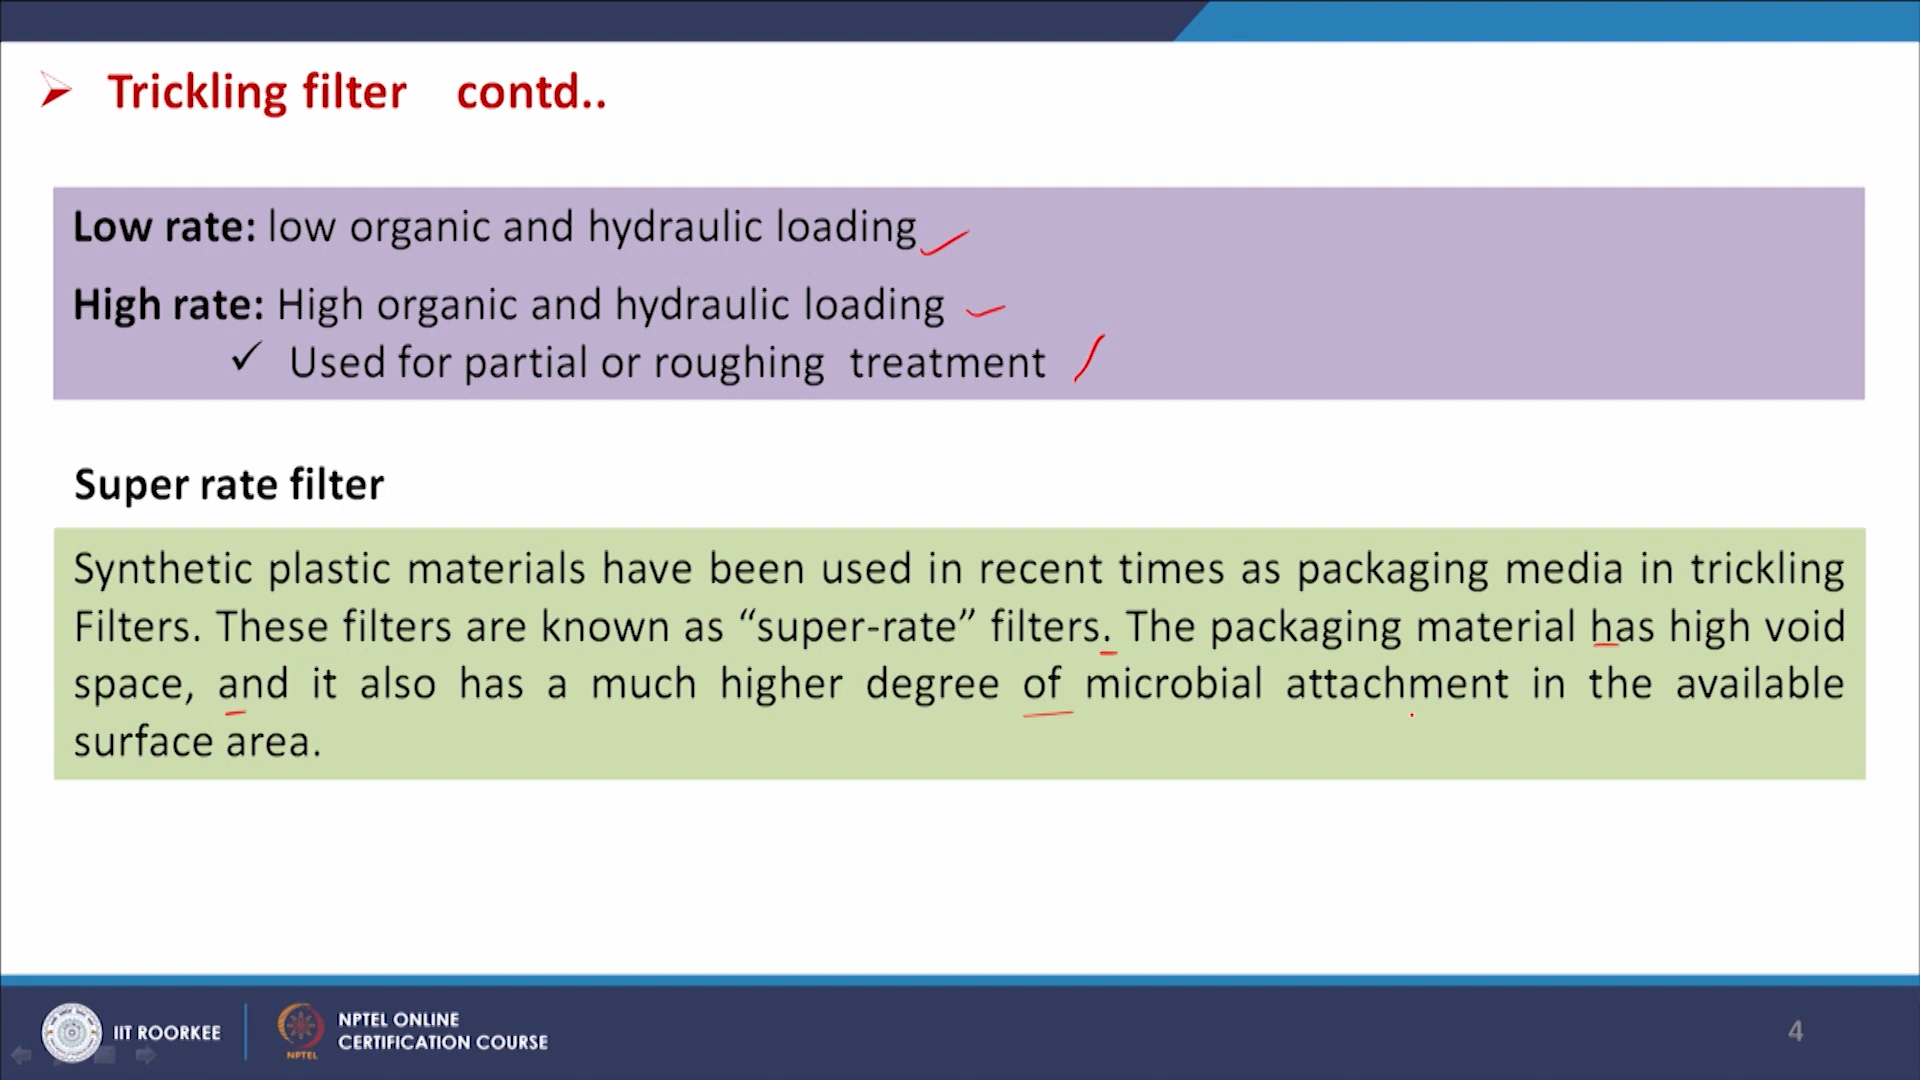 Trickling filter contd..
Low rate: low organic and hydraulic loading
High rate: High organic and hydraulic loading
✓ Used for partial or roughing treatment
Super rate filter
Synthetic plastic materials have been used in recent times as packaging media in trickling
Filters. These filters are known as “super-rate” filters. The packaging material has high void
space, and it also has a much higher degree of microbial attachment in the available
surface area.
IIT ROORKEE
NPTEL
NPTEL ONLINE
CERTIFICATION COURSE
4